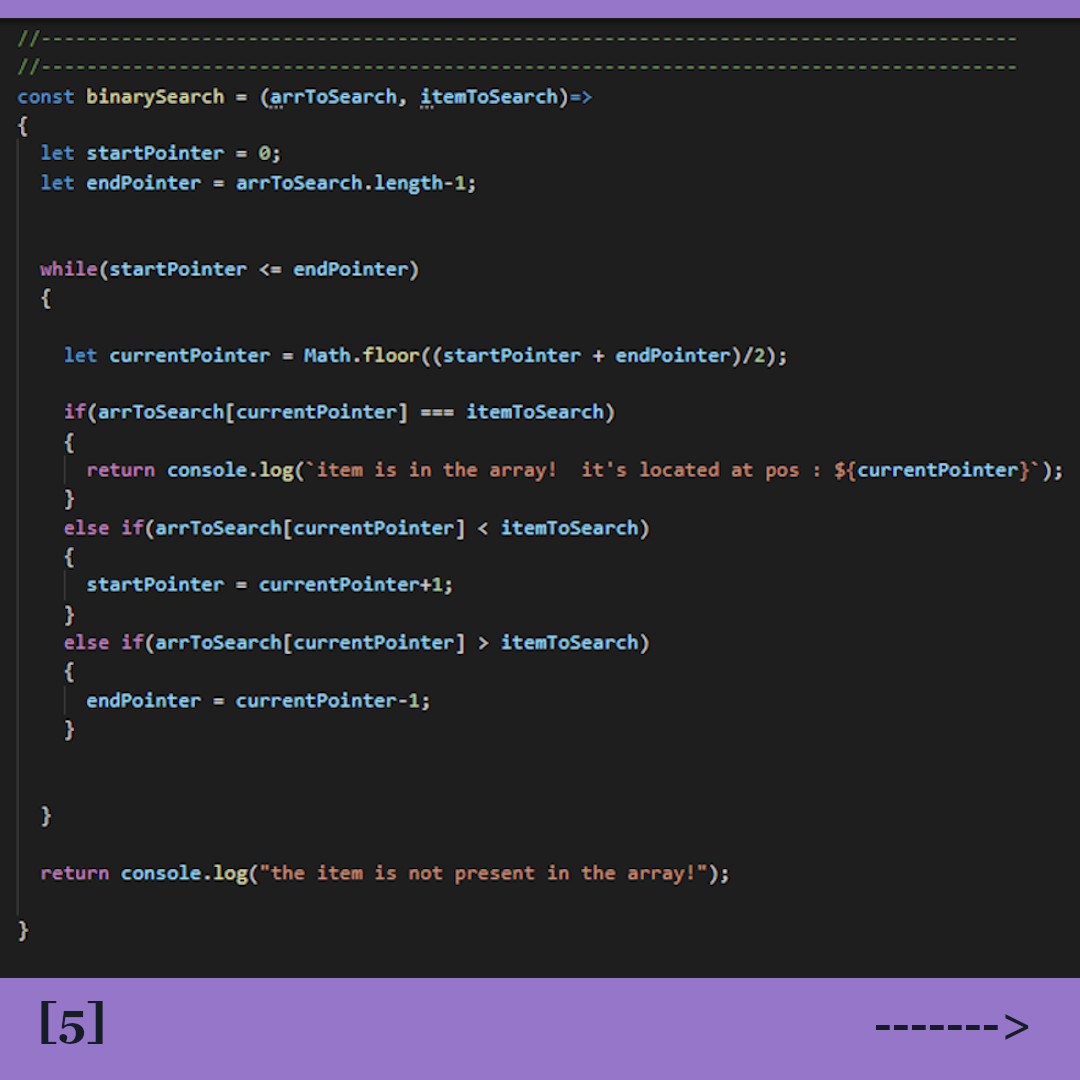 //-------------------------------------------------------------------------------------
//-------------------------------------------------------------------------------------
const binarySearch = (arrToSearch, itemToSearch)=>
{
  let startPointer = 0;
  let endPointer = arrToSearch.length-1;
  while(startPointer <= endPointer)
  {
    let currentPointer = Math.floor((startPointer + endPointer)/2);
    if(arrToSearch[currentPointer] === itemToSearch)
    {
      return console.log(`item is in the array!  it's located at pos : ${currentPointer}`);
    }
    else if(arrToSearch[currentPointer] < itemToSearch)
    {
      startPointer = currentPointer+1;
    }
    else if(arrToSearch[currentPointer] > itemToSearch)
    {
      endPointer = currentPointer-1;
    }
  }
  return console.log("the item is not present in the array!");
}
[5]
------->